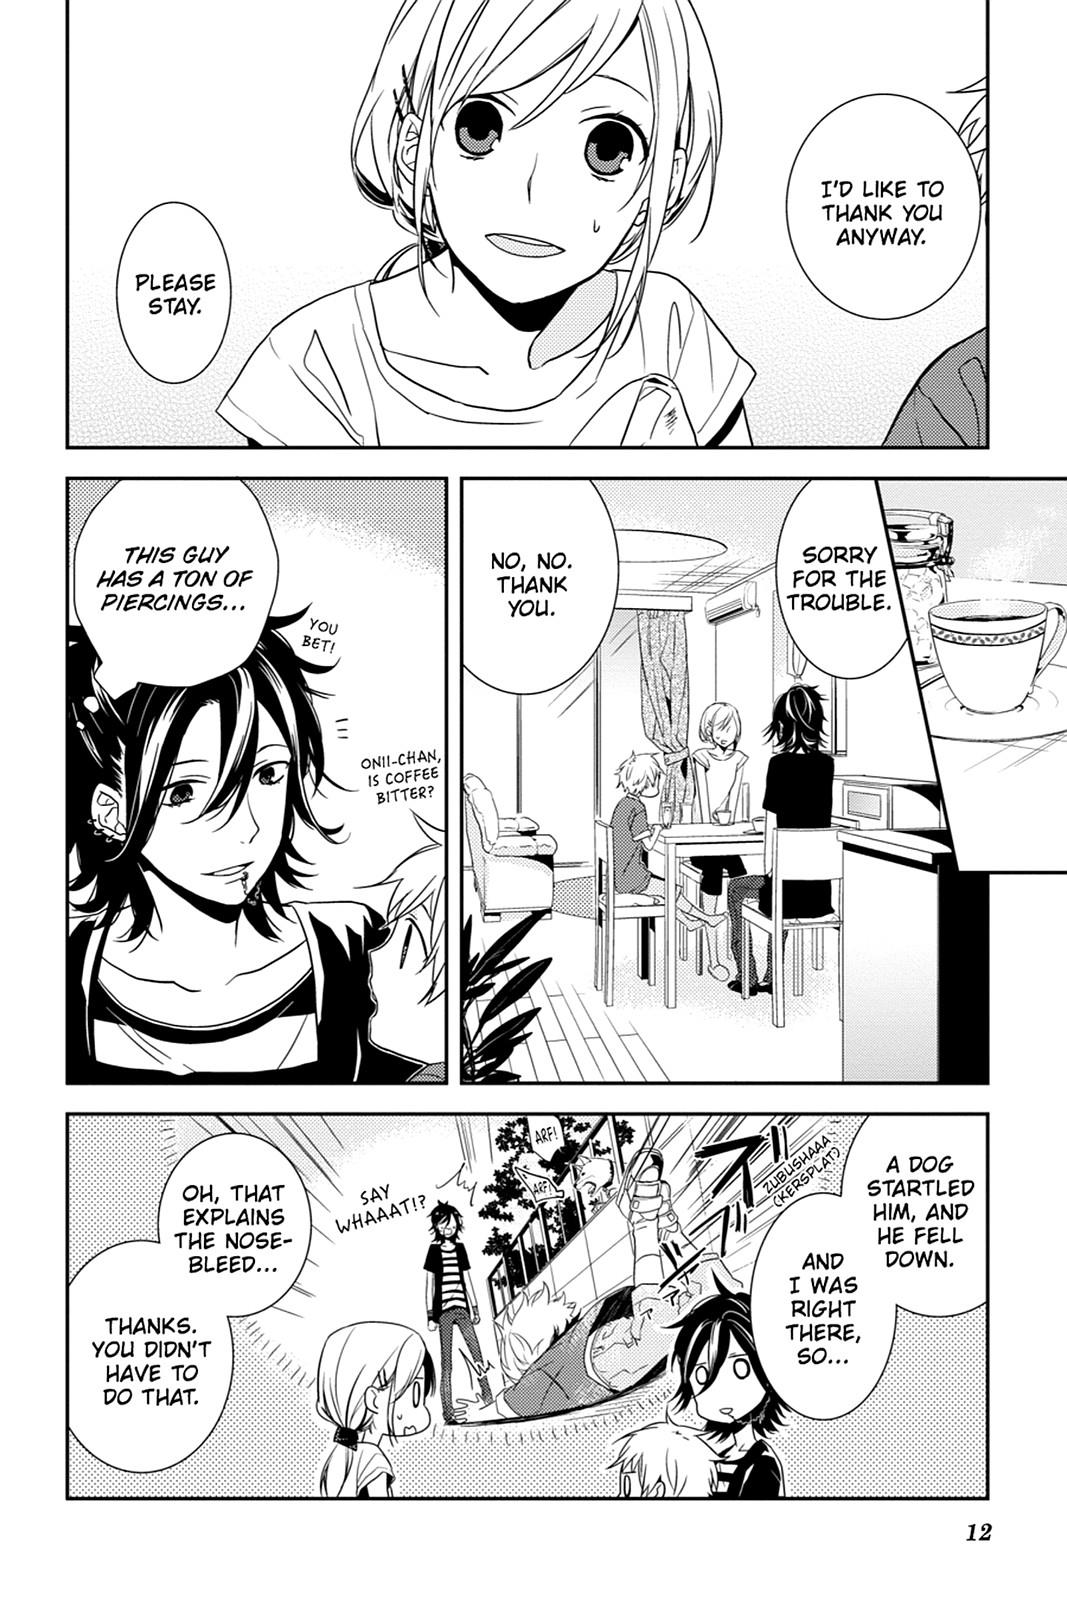 I'D LIKE TO
THANK YOU
ANYWAY.
PLEASE
STAY.
SORRY
FOR THE
TROUBLE.
NO, NO.
THANK
YOU.
THIS GUY
HAS A TON OF
PIERCINGS...
YOU
BET!
ONII-CHAN,
IS COFFEE
BITTER?
A DOG
STARTLED
HIM, AND
HE FELL
DOWN.
AND
I WAS
RIGHT
THERE,
SO...
ZUBUSHAAA
(KERSPLAT)
ARF!
ARF!
SAY
WHAAAT!?
OH, THAT
EXPLAINS
THE NOSE-
BLEED...
THANKS.
YOU DIDN'T
HAVE TO
DO THAT.
12